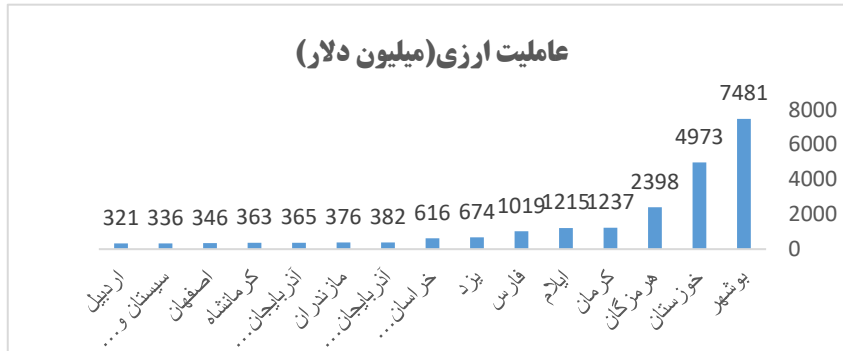 عاملیت ارزی(میلیون دلار)
7481
4973
2398
1237
1215
1019
674
616
382
376
365
363
346
336
321
8000
6000
4000
2000
0
بوشهر
خوزستان
هرمزگان
کرمان
ایلام
فارس
یزد
خراسان...
آذربایجان...
مازندران
آذربایجان...
کرمانشاه
اصفهان
سیستان و...
اردبیل